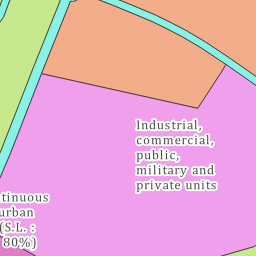 Industrial,
commercial,
public,
military and
private units
tinuous
urban
(S.L. :
80%)